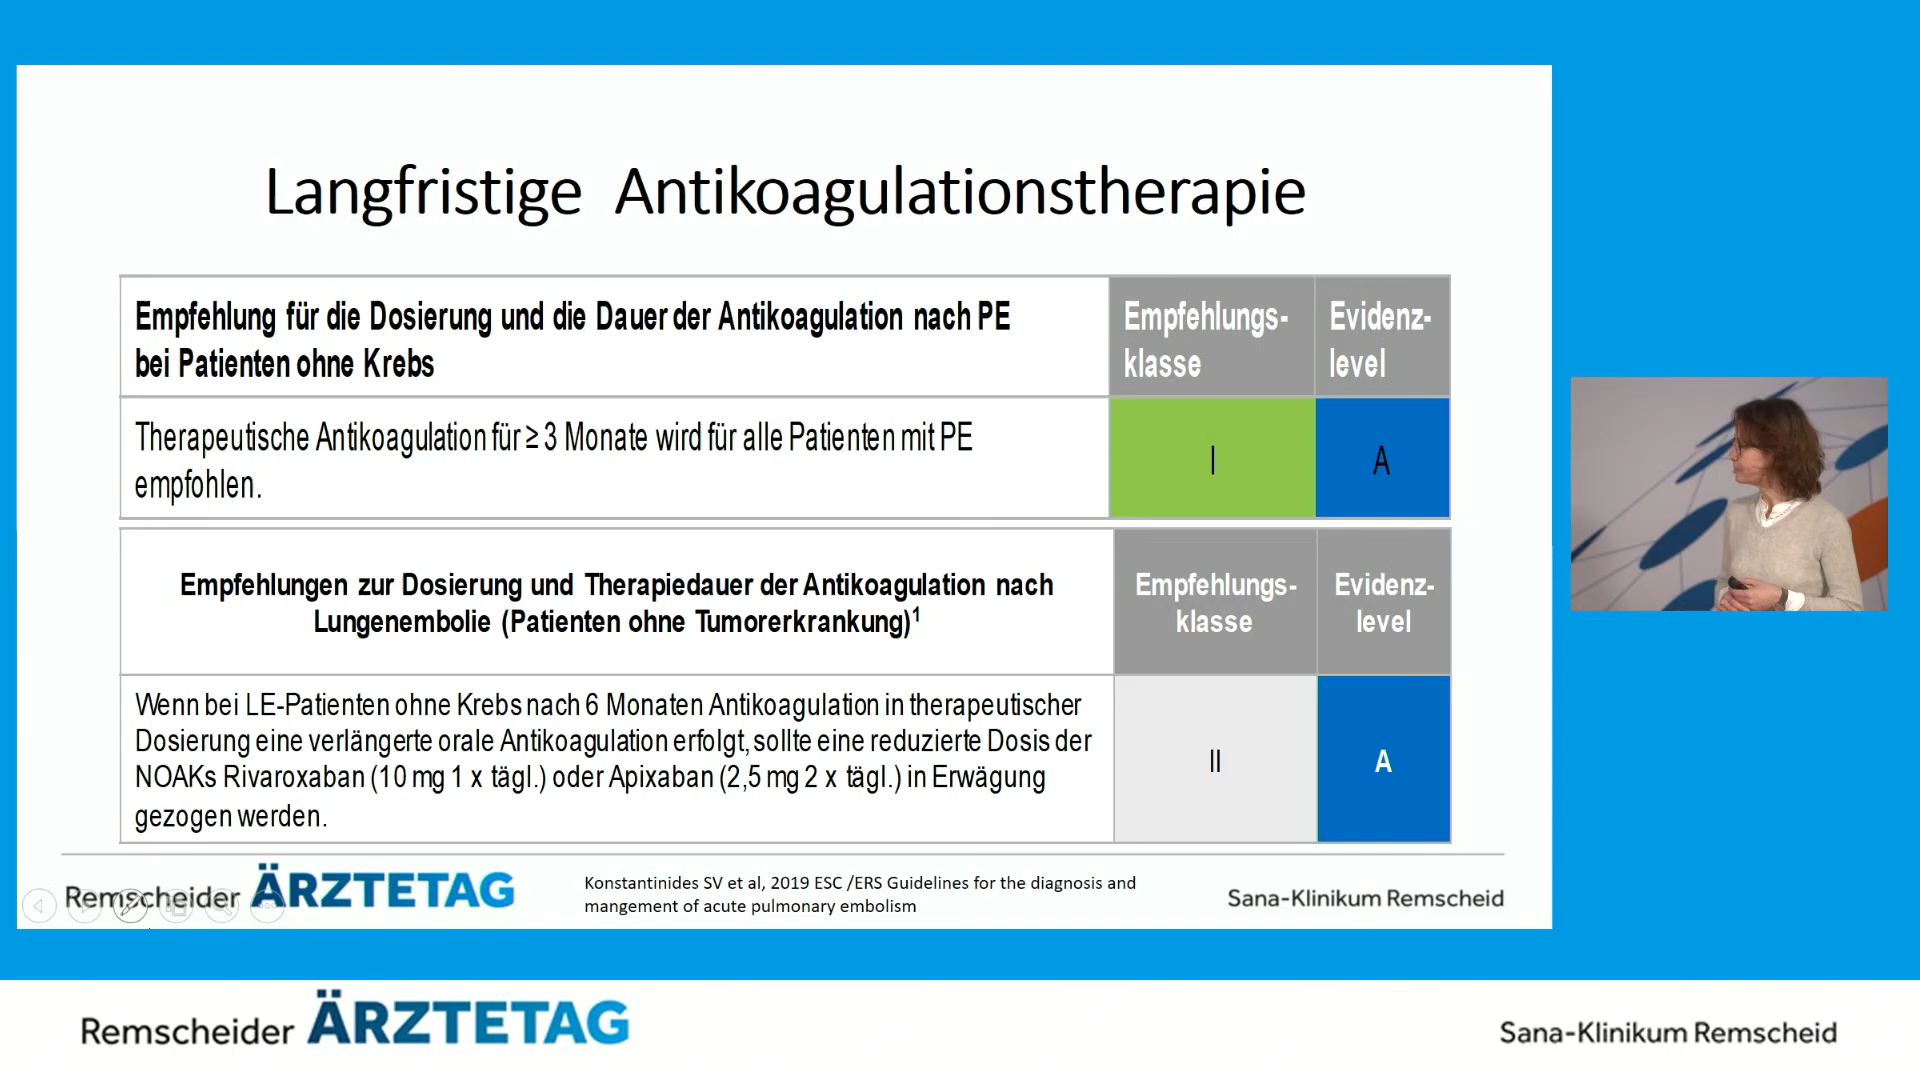 Langfristige Antikoagulationstherapie
Empfehlung für die Dosierung und die Dauer der Antikoagulation nach PE
bei Patienten ohne Krebs
Empfehlungs-
klasse
Evidenz-
level
Therapeutische Antikoagulation für ≥ 3 Monate wird für alle Patienten mit PE
empfohlen.
I
A
Empfehlungen zur Dosierung und Therapiedauer der Antikoagulation nach
Lungenembolie (Patienten ohne Tumorerkrankung)¹
Empfehlungs-
klasse
Evidenz-
level
Wenn bei LE-Patienten ohne Krebs nach 6 Monaten Antikoagulation in therapeutischer
Dosierung eine verlängerte orale Antikoagulation erfolgt, sollte eine reduzierte Dosis der
NOAKs Rivaroxaban (10 mg 1 x tägl.) oder Apixaban (2,5 mg 2 x tägl.) in Erwägung
gezogen werden.
II
A
Remscheider ÄRZTETAG
Konstantinides SV et al, 2019 ESC /ERS Guidelines for the diagnosis and
mangement of acute pulmonary embolism
Sana-Klinikum Remscheid
Remscheider ÄRZTETAG
Sana-Klinikum Remscheid